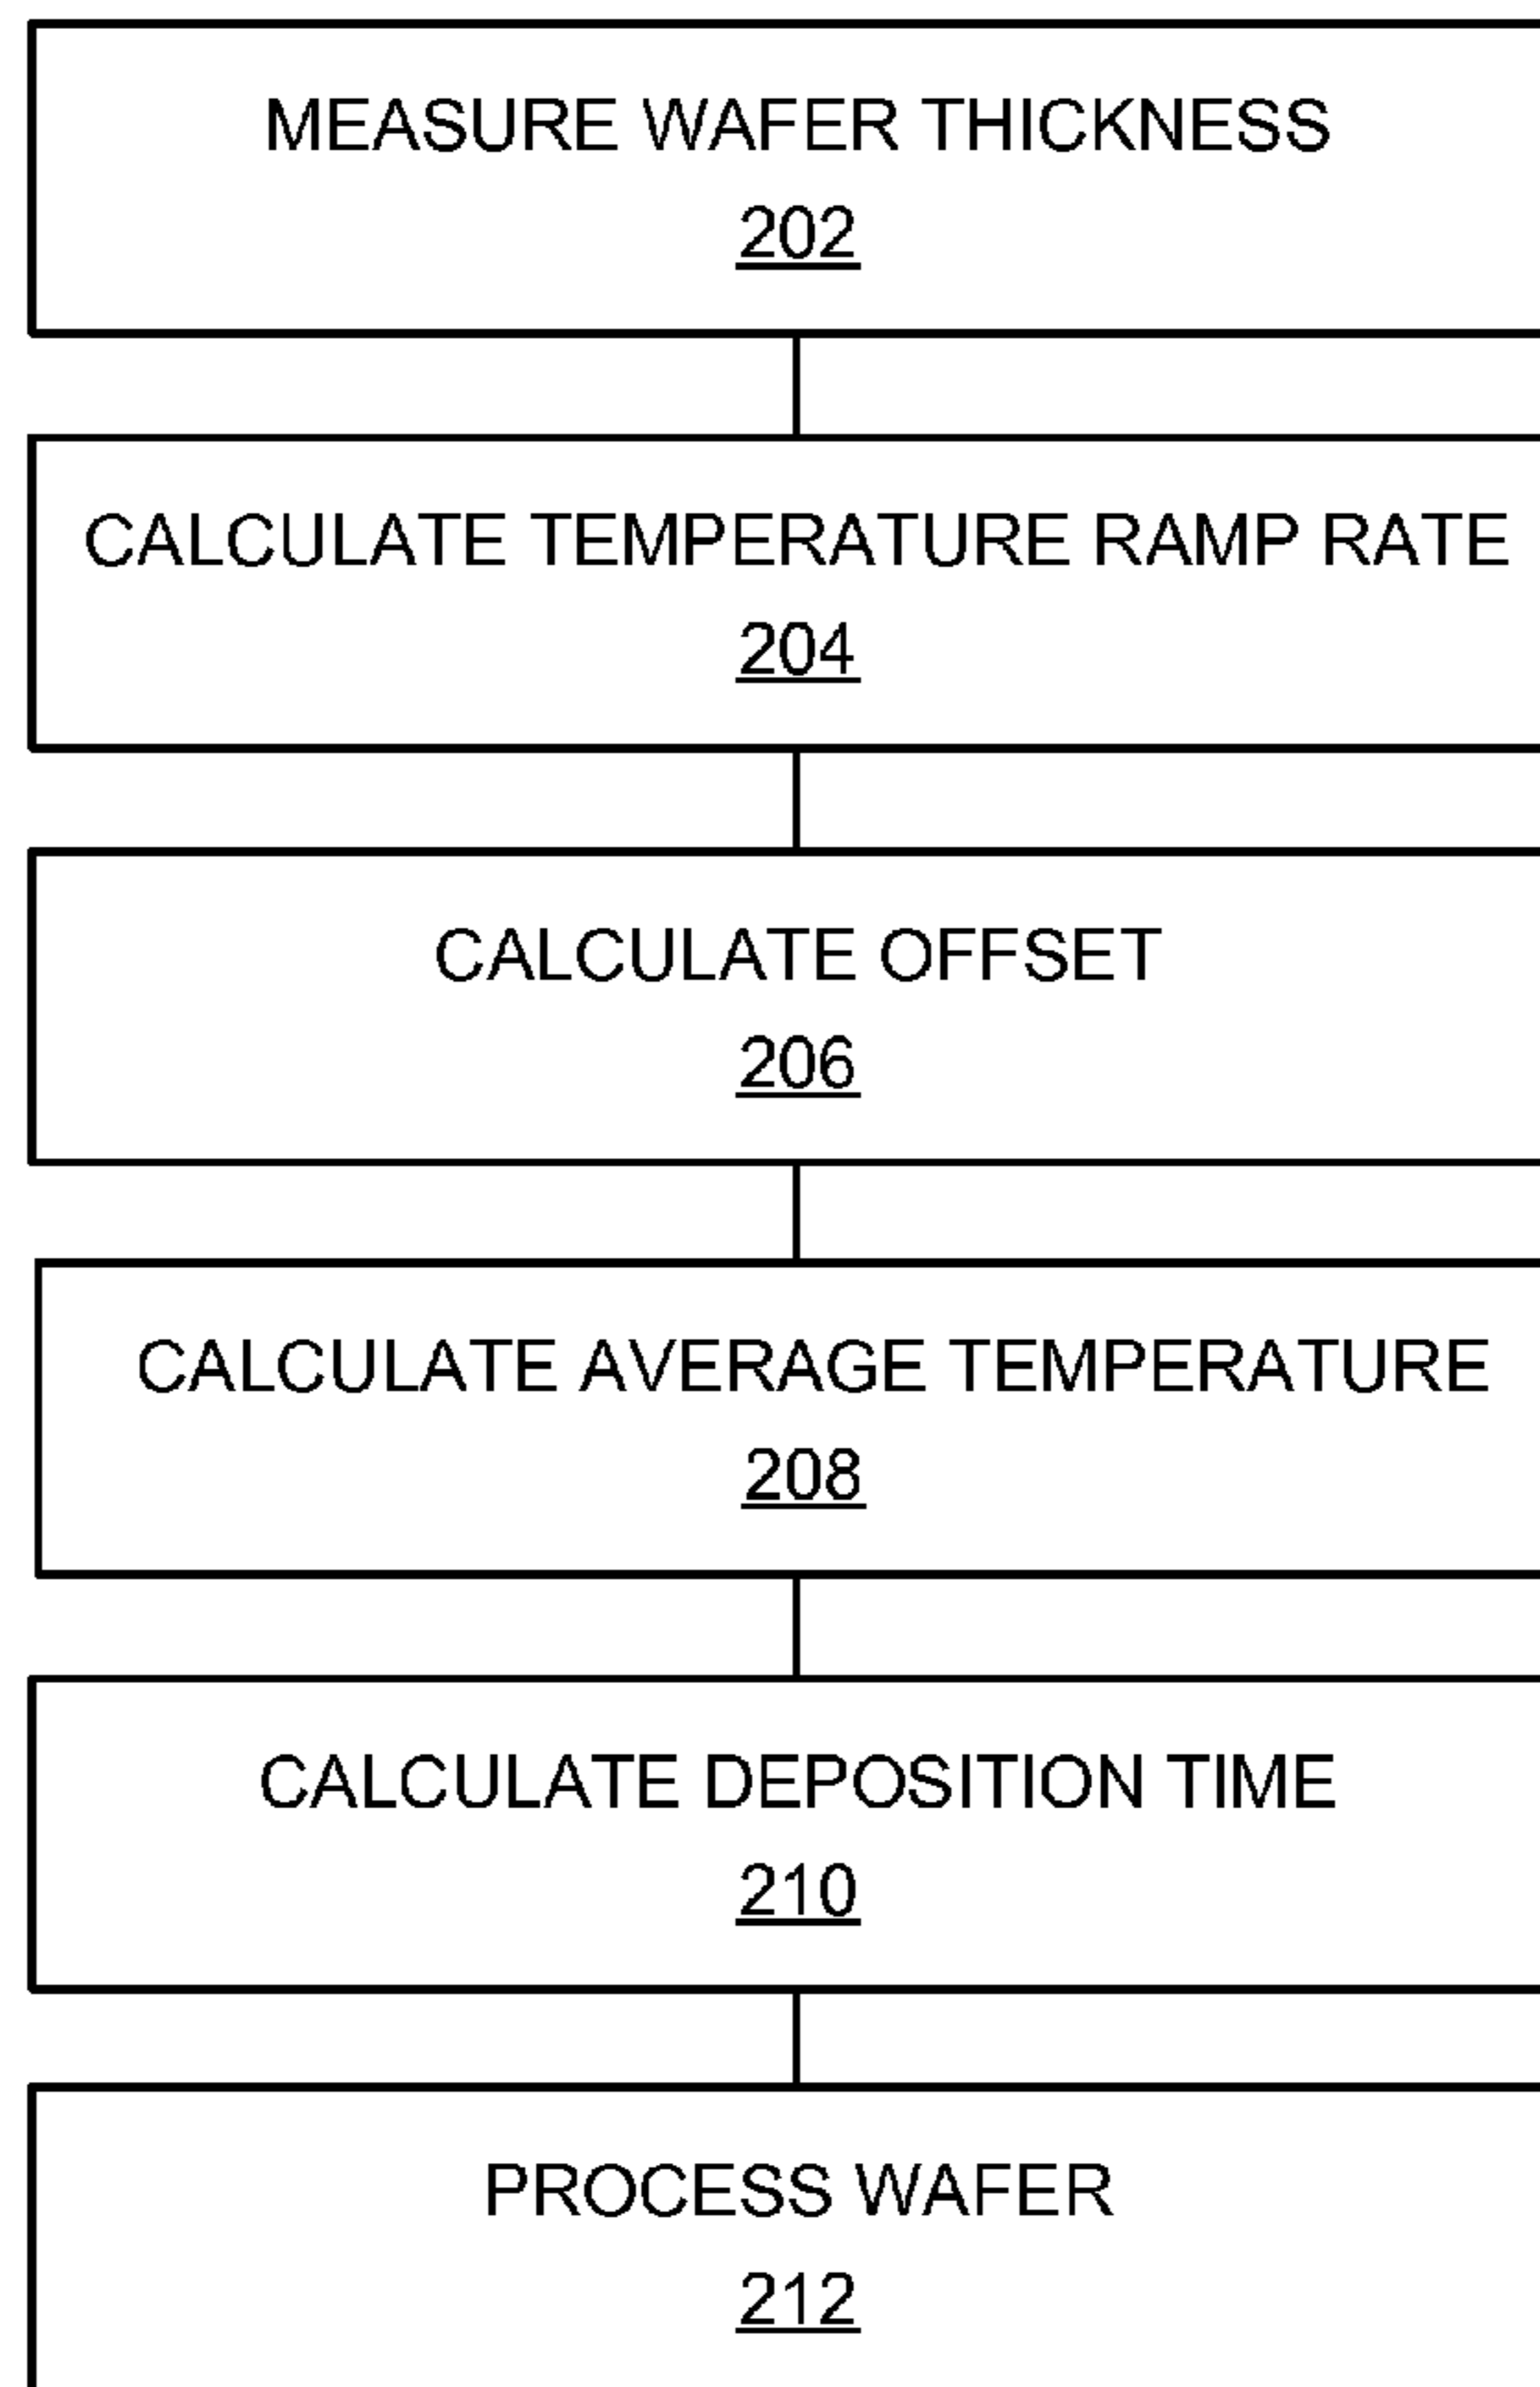 MEASURE WAFER THICKNESS
202
CALCULATE TEMPERATURE RAMP RATE
204
CALCULATE OFFSET
206
CALCULATE AVERAGE TEMPERATURE
208
CALCULATE DEPOSITION TIME
210
PROCESS WAFER
212